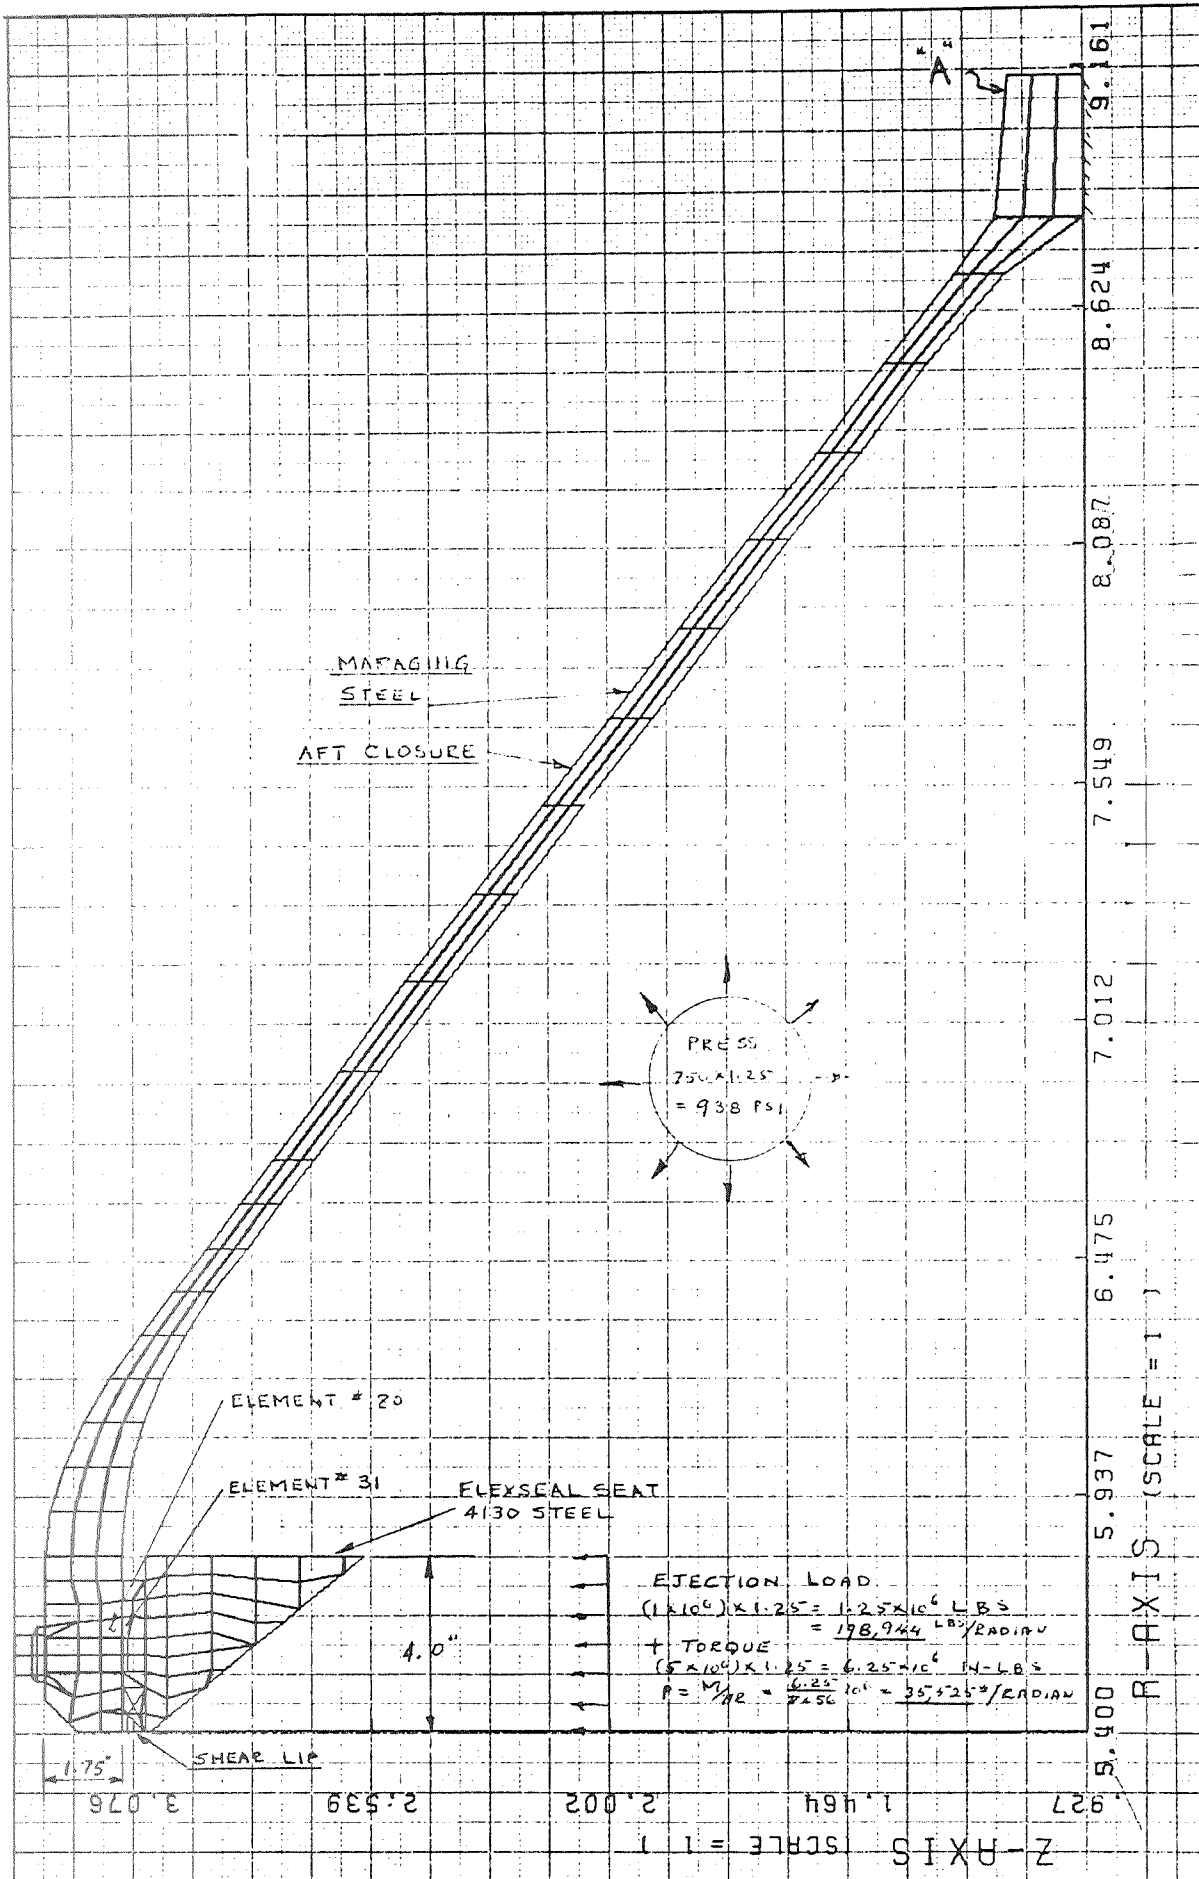 "A"
MARAGING
STEEL
AFT CLOSURE
PRESS
750 x 1.25
= 938 PSI
ELEMENT # 20
ELEMENT # 31
FLEXSEAL SEAT
4130 STEEL
EJECTION LOAD
(1x10⁶) x 1.25 = 1.25x10⁶ LBS
= 198,944 LBS/RADIAN
+ TORQUE
(5 x10⁶) x 1.25 = 6.25x10⁶ IN-LBS
P = M/πR = 6.25/πx56 10⁶ = 35,525#/RADIAN
4.0"
SHEAR LIP
1.75"
5.400
5.937
6.475
7.012
7.549
8.087
8.624
9.161
R-AXIS (SCALE = 1 )
3.076
2.539
2.002
1.464
.927
Z-AXIS (SCALE = 1 )